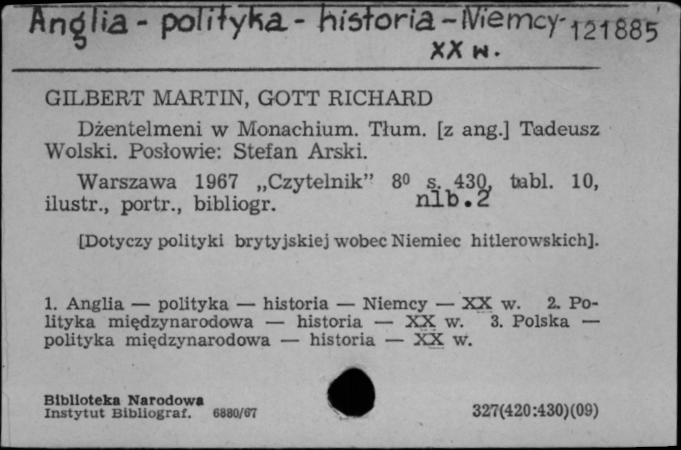 Anglia - polityka - historia - Niemcy - 121885
XX w.
GILBERT MARTIN, GOTT RICHARD
Dżentelmeni w Monachium. Tłum. [z ang.] Tadeusz
Wolski. Posłowie: Stefan Arski.
Warszawa 1967 „Czytelnik” 8⁰ s. 430, tabl. 10,
ilustr., portr., bibliogr. nlb. 2
[Dotyczy polityki brytyjskiej wobec Niemiec hitlerowskich].
1. Anglia — polityka — historia — Niemcy — XX w. 2. Po-
lityka międzynarodowa — historia — XX w. 3. Polska —
polityka międzynarodowa — historia — XX w.
Biblioteka Narodowa
Instytut Bibliograf. 6880/67 327(420:430)(09)